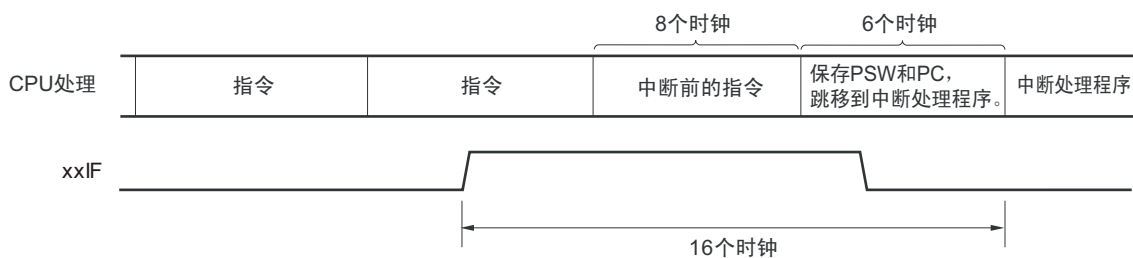 8个时钟
6个时钟
CPU处理
指令
指令
中断前的指令
保存PSW和PC，
跳移到中断处理程序。
中断处理程序
xxIF
16个时钟